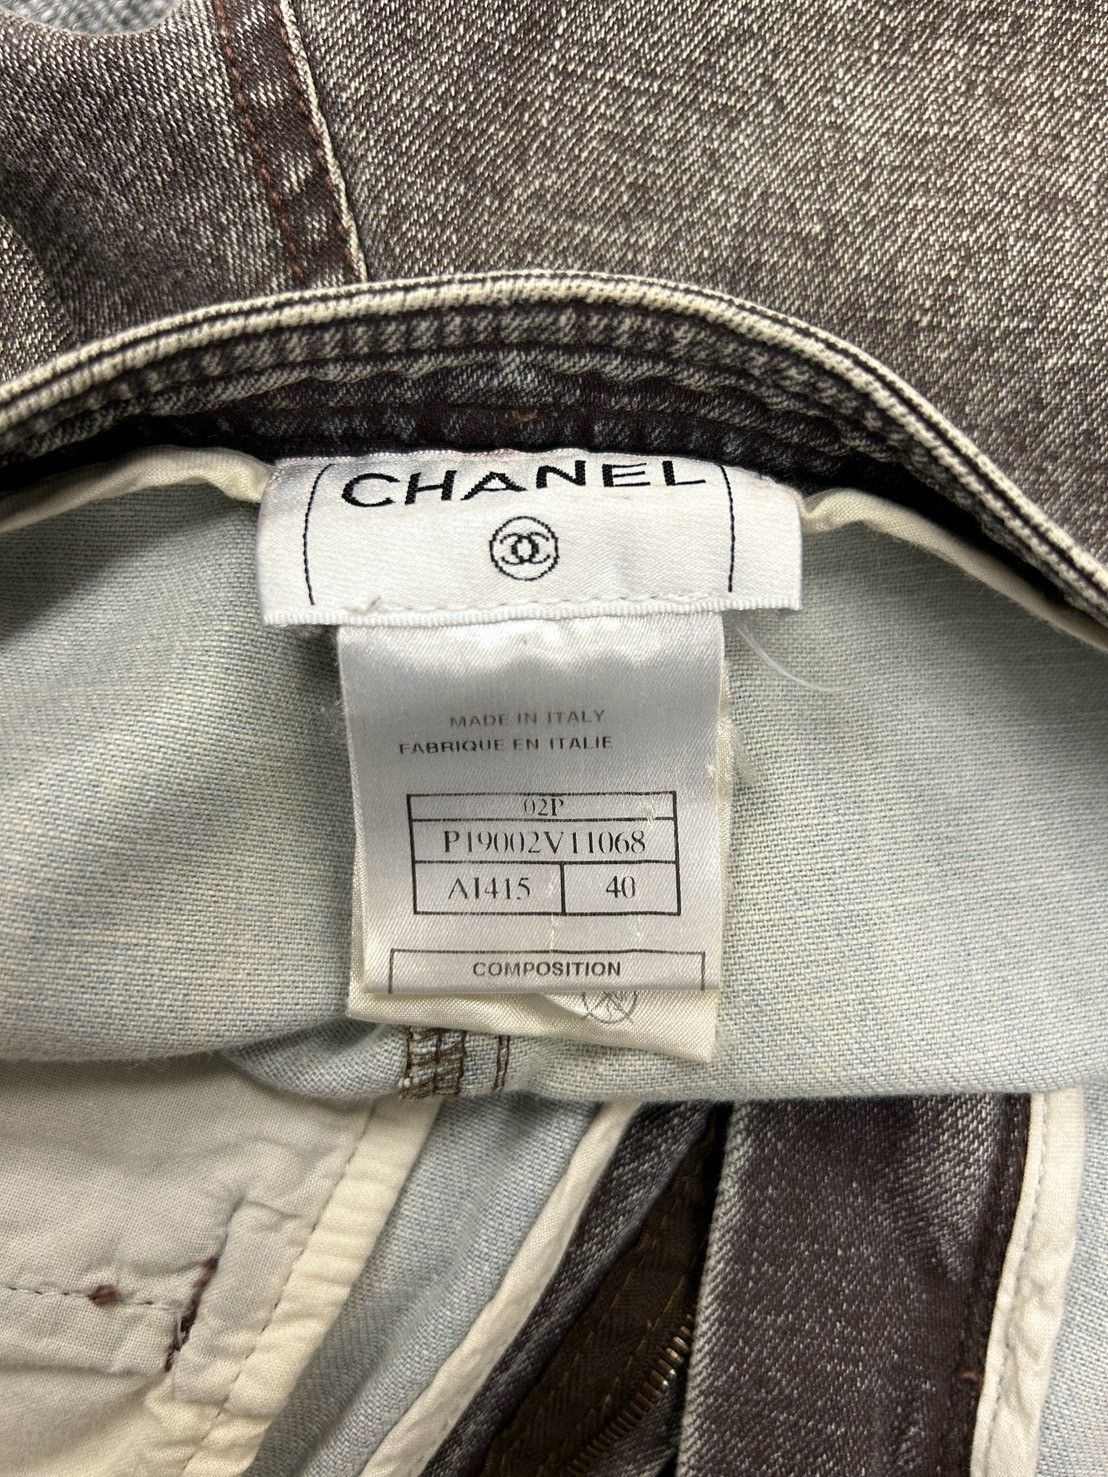 CHANEL
MADE IN ITALY
FABRIQUE EN ITALIE
02P
P19002V11068
A1415
40
COMPOSITION